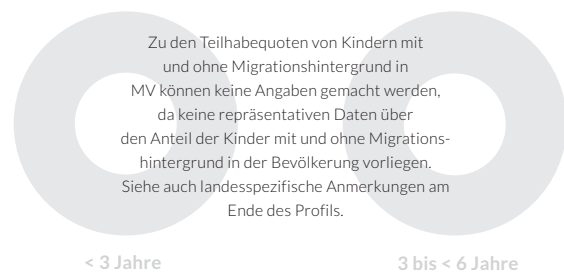 Zu den Teilhabequoten von Kindern mit
und ohne Migrationshintergrund in
MV können keine Angaben gemacht werden,
da keine repräsentativen Daten über
den Anteil der Kinder mit und ohne Migrations-
hintergrund in der Bevölkerung vorliegen.
Siehe auch landesspezifische Anmerkungen am
Ende des Profils.
< 3 Jahre
3 bis < 6 Jahre